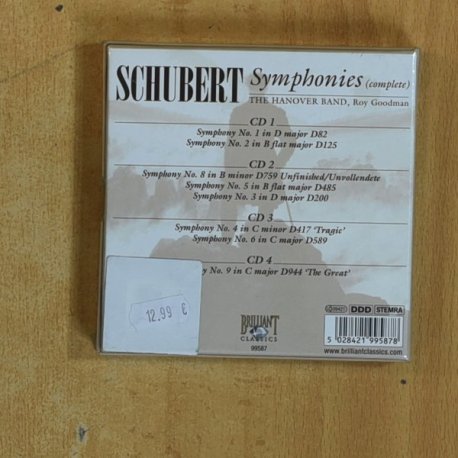 SCHUBERT Symphonies (complete)
THE HANOVER BAND, Roy Goodman
CD 1
Symphony No. 1 in D major D82
Symphony No. 2 in B flat major D125
CD 2
Symphony No. 8 in B minor D759 Unfinished/Unvollendete
Symphony No. 5 in B flat major D485
Symphony No. 3 in D major D200
CD 3
Symphony No. 4 in C minor D417 'Tragic'
Symphony No. 6 in C major D589
CD 4
No. 9 in C major D944 'The Great'
12.99 €
BRILLIANT
CLASSICS
99587
DDD STEMRA
5 028421 995878
www.brilliantclassics.com